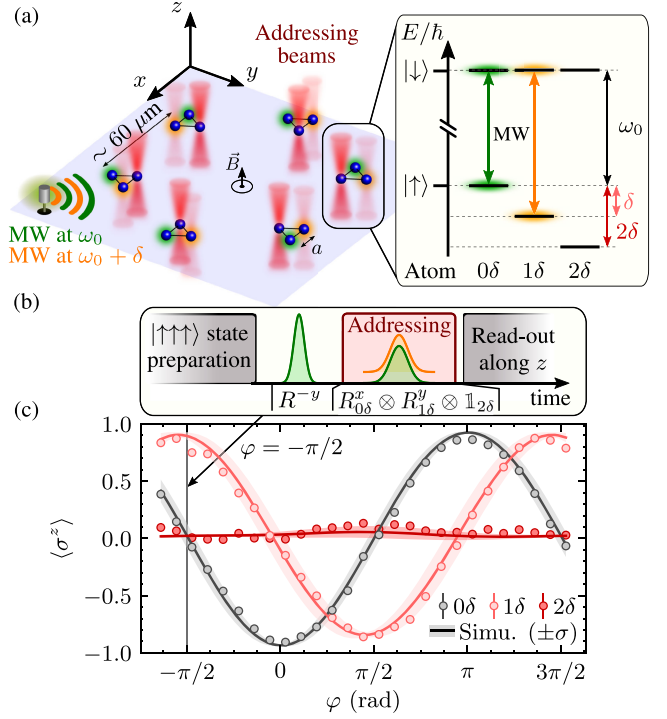 (a)
z
x
y
Addressing
beams
~ 60 μm
B⃗
a
MW at ω₀
MW at ω₀ + δ
E/ħ
|↓⟩
MW
ω₀
|↑⟩
δ
2δ
Atom 0δ 1δ 2δ
(b)
|↑↑↑⟩ state
preparation
Addressing
Read-out
along z
R⁻ʸ
Rˣ₀δ ⊗ Rʸ₁δ ⊗ 𝟙₂δ
time
(c)
φ = −π/2
⟨σᶻ⟩
1.0
0.5
0.0
−0.5
−1.0
0δ 1δ 2δ
Simu. (±σ)
−π/2 0 π/2 π 3π/2
φ (rad)